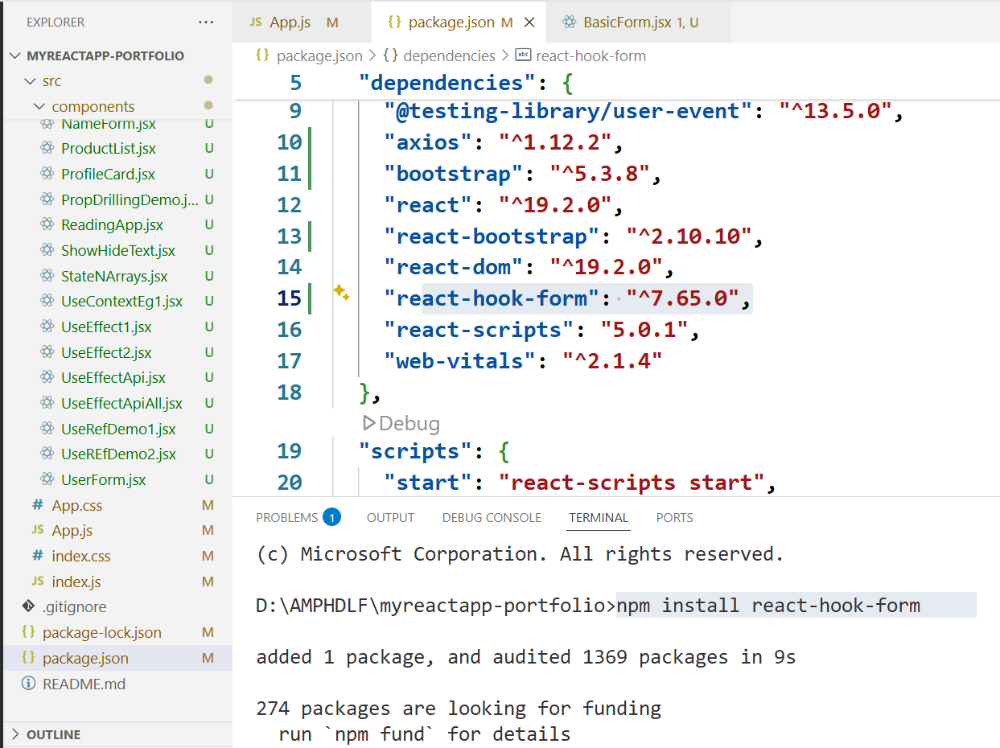 EXPLORER
···
MYREACTAPP-PORTFOLIO
src
components
NameForm.jsx U
ProductList.jsx U
ProfileCard.jsx U
PropDrillingDemo.j... U
ReadingApp.jsx U
ShowHideText.jsx U
StateNArrays.jsx U
UseContextEg1.jsx U
UseEffect1.jsx U
UseEffect2.jsx U
UseEffectApi.jsx U
UseEffectApiAll.jsx U
UseRefDemo1.jsx U
UseREfDemo2.jsx U
UserForm.jsx U
# App.css M
JS App.js M
# index.css M
JS index.js M
.gitignore
{} package-lock.json M
{} package.json M
README.md
OUTLINE
JS App.js M
{} package.json M
BasicForm.jsx 1, U
{} package.json > {} dependencies > abc react-hook-form
5 "dependencies": {
9 "@testing-library/user-event": "^13.5.0",
10 "axios": "^1.12.2",
11 "bootstrap": "^5.3.8",
12 "react": "^19.2.0",
13 "react-bootstrap": "^2.10.10",
14 "react-dom": "^19.2.0",
15 "react-hook-form": "^7.65.0",
16 "react-scripts": "5.0.1",
17 "web-vitals": "^2.1.4"
18 },
Debug
19 "scripts": {
20 "start": "react-scripts start",
PROBLEMS 1 OUTPUT DEBUG CONSOLE TERMINAL PORTS
(c) Microsoft Corporation. All rights reserved.
D:\AMPHDLF\myreactapp-portfolio>npm install react-hook-form
added 1 package, and audited 1369 packages in 9s
274 packages are looking for funding
run `npm fund` for details